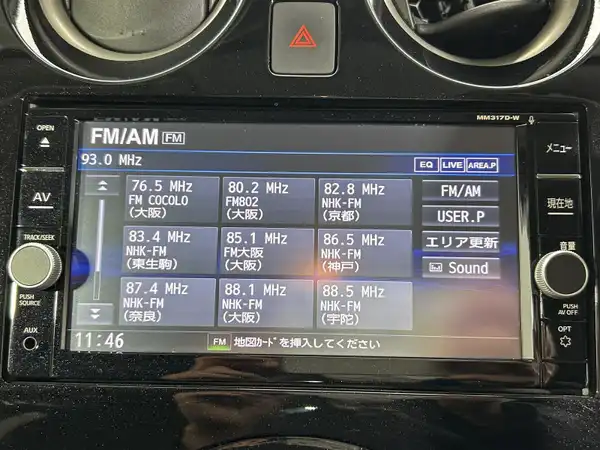 MM317D-W
OPEN
AV
TRACK/SEEK
PUSH
SOURCE
AUX
FM/AM FM
93.0 MHz
EQ LIVE AREA.P
76.5 MHz
FM COCOLO
(大阪)
80.2 MHz
FM802
(大阪)
82.8 MHz
NHK-FM
(京都)
83.4 MHz
NHK-FM
(東生駒)
85.1 MHz
FM大阪
(大阪)
86.5 MHz
NHK-FM
(神戸)
87.4 MHz
NHK-FM
(奈良)
88.1 MHz
NHK-FM
(大阪)
88.5 MHz
NHK-FM
(宇陀)
FM/AM
USER.P
エリア更新
Sound
11:46
FM 地図ｶｰﾄﾞを挿入してください
メニュー
現在地
音量
PUSH
AV OFF
OPT